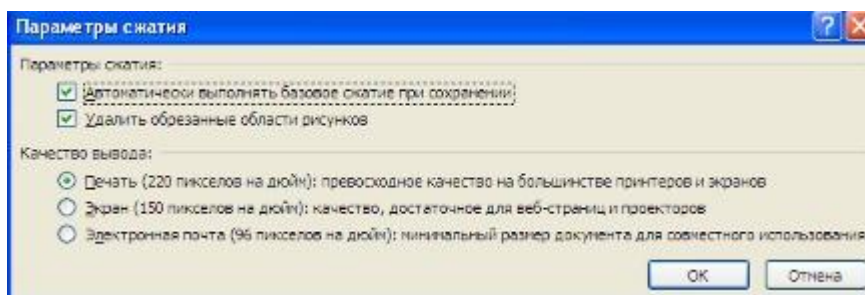 Параметры сжатия
Параметры сжатия:
Автоматически выполнять базовое сжатие при сохранении
Удалить обрезанные области рисунков
Качество вывода:
Печать (220 пикселов на дюйм): превосходное качество на большинстве принтеров и экранов
Экран (150 пикселов на дюйм): качество, достаточное для веб-страниц и проекторов
Электронная почта (96 пикселов на дюйм): минимальный размер документа для совместного использования
ОК Отмена